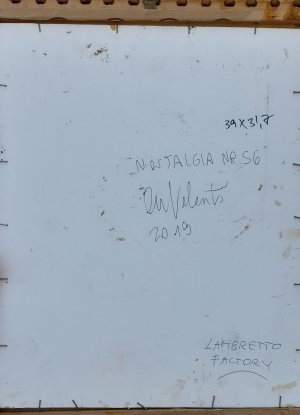 39 X 31,7
NOSTALGIA NR 56
2019
LAMBRETTO
FACTORY